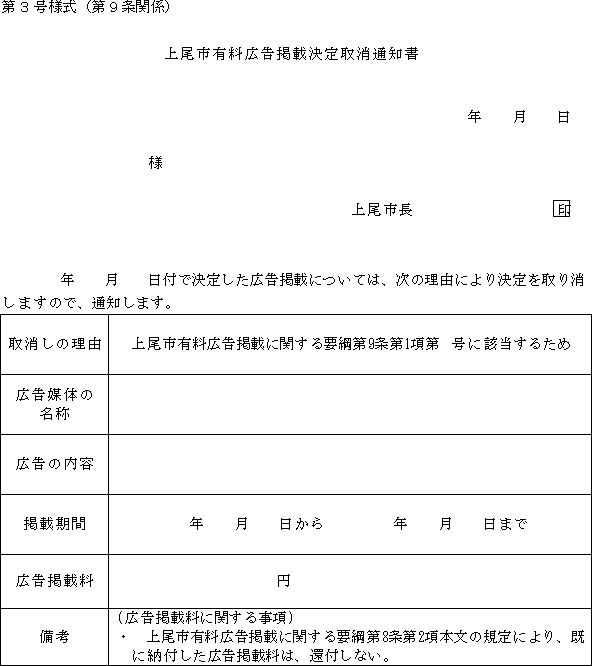 第３号様式（第９条関係）
上尾市有料広告掲載決定取消通知書
年　　月　　日
様
上尾市長　　　　　　　　　印
年　　月　　日付で決定した広告掲載については、次の理由により決定を取り消
しますので、通知します。
取消しの理由　上尾市有料広告掲載に関する要綱第9条第1項第　号に該当するため
広告媒体の
名称
広告の内容
掲載期間　　年　　月　　日から　　　　年　　月　　日まで
広告掲載料　　　　　円
備考
（広告掲載料に関する事項）
・　上尾市有料広告掲載に関する要綱第8条第2項本文の規定により、既
に納付した広告掲載料は、還付しない。